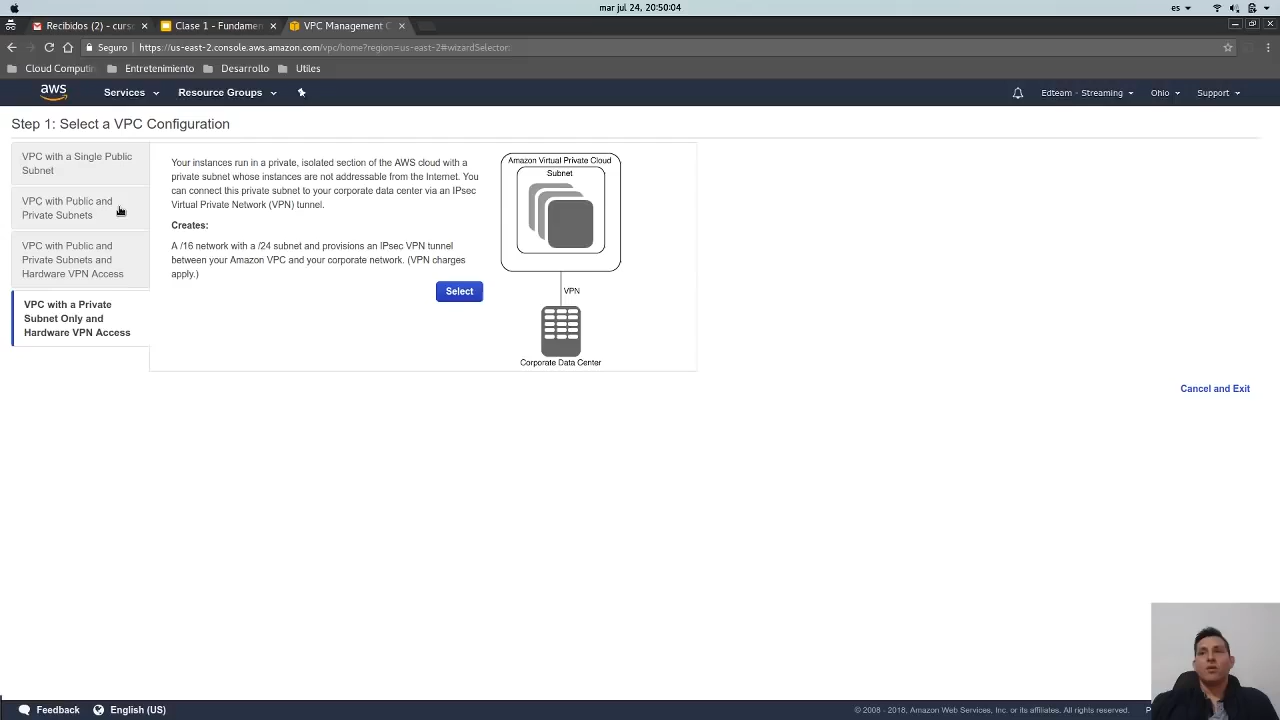 mar jul 24, 20:50:04
es
Recibidos (2) - curs
Clase 1 - Fundamen
VPC Management C
Seguro
https://us-east-2.console.aws.amazon.com/vpc/home?region=us-east-2#wizardSelector:
Cloud Computin
Entretenimiento
Desarrollo
Utiles
aws
Services
Resource Groups
Edteam - Streaming
Ohio
Support
Step 1: Select a VPC Configuration
VPC with a Single Public
Subnet
VPC with Public and
Private Subnets
VPC with Public and
Private Subnets and
Hardware VPN Access
VPC with a Private
Subnet Only and
Hardware VPN Access
Your instances run in a private, isolated section of the AWS cloud with a
private subnet whose instances are not addressable from the Internet. You
can connect this private subnet to your corporate data center via an IPsec
Virtual Private Network (VPN) tunnel.
Creates:
A /16 network with a /24 subnet and provisions an IPsec VPN tunnel
between your Amazon VPC and your corporate network. (VPN charges
apply.)
Select
Amazon Virtual Private Cloud
Subnet
VPN
Corporate Data Center
Cancel and Exit
Feedback
English (US)
© 2008 - 2018, Amazon Web Services, Inc. or its affiliates. All rights reserved.
P